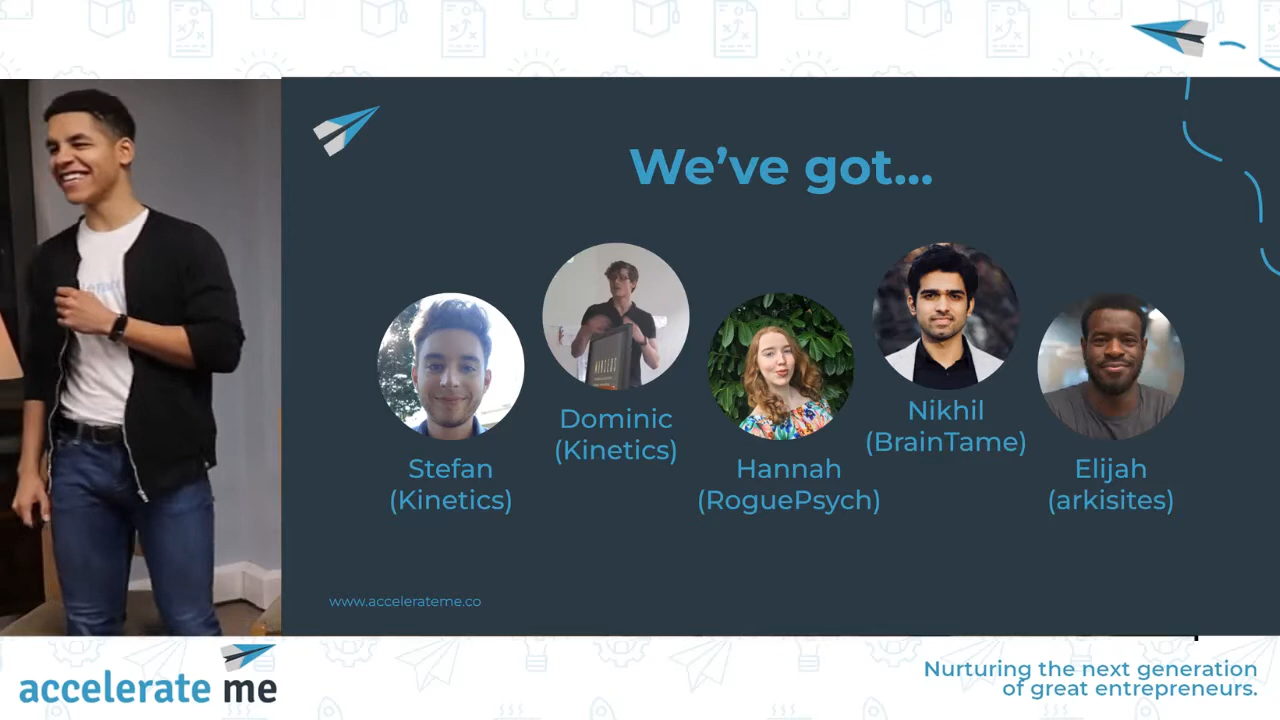 We’ve got...
Stefan
(Kinetics)
Dominic
(Kinetics)
Hannah
(RoguePsych)
Nikhil
(BrainTame)
Elijah
(arkisites)
www.accelerateme.co
accelerate me
Nurturing the next generation
of great entrepreneurs.